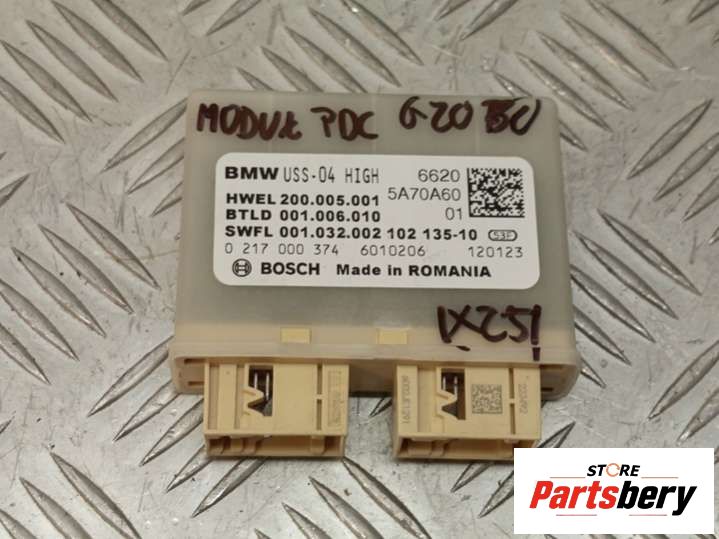 MODUŁ PDC G20 BU
BMW USS-04 HIGH 6620
HWEL 200.005.001 5A70A60
BTLD 001.006.010 01
SWFL 001.032.002 102 135-10 S3F
0 217 000 374 6010206 120123
BOSCH Made in ROMANIA
IX25!
STORE
Partsbery